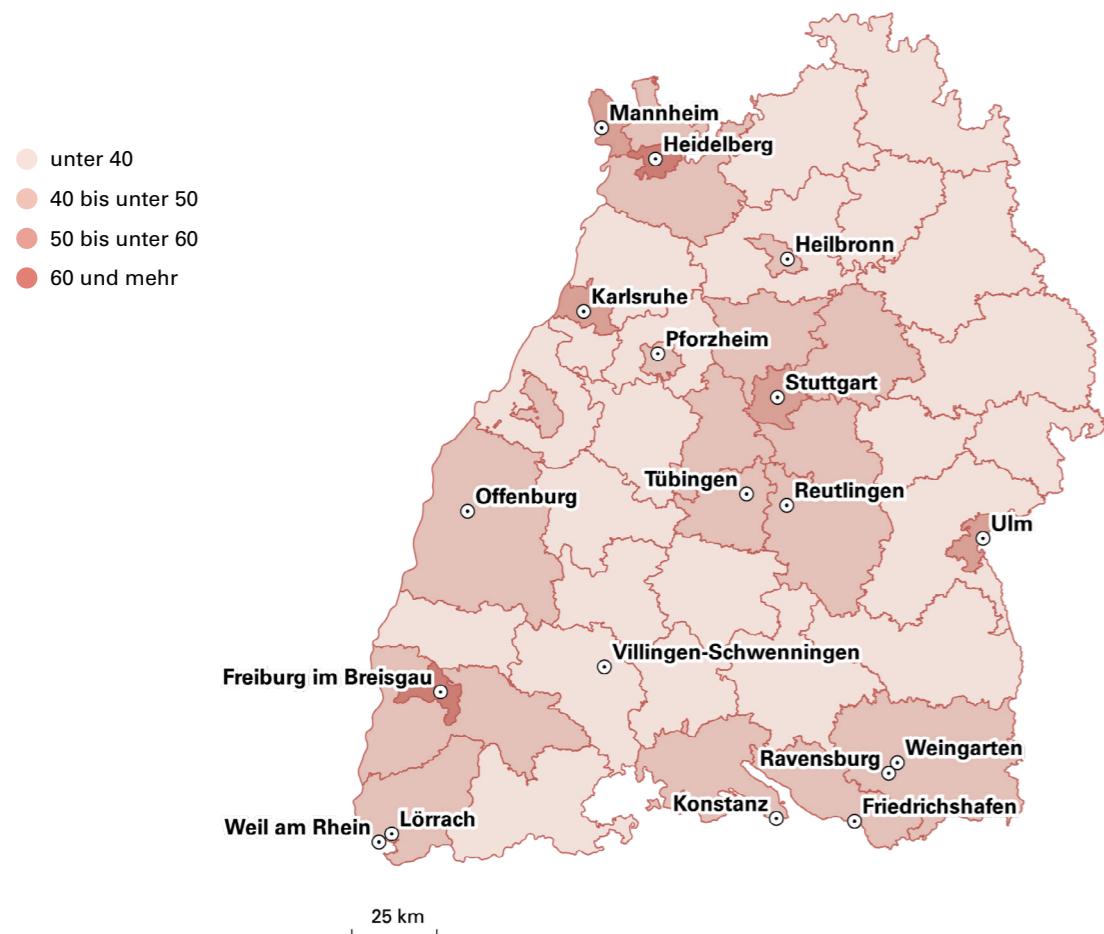 unter 40
40 bis unter 50
50 bis unter 60
60 und mehr
Mannheim
Heidelberg
Heilbronn
Karlsruhe
Pforzheim
Stuttgart
Tübingen
Reutlingen
Offenburg
Ulm
Villingen-Schwenningen
Freiburg im Breisgau
Weingarten
Ravensburg
Konstanz
Friedrichshafen
Lörrach
Weil am Rhein
25 km